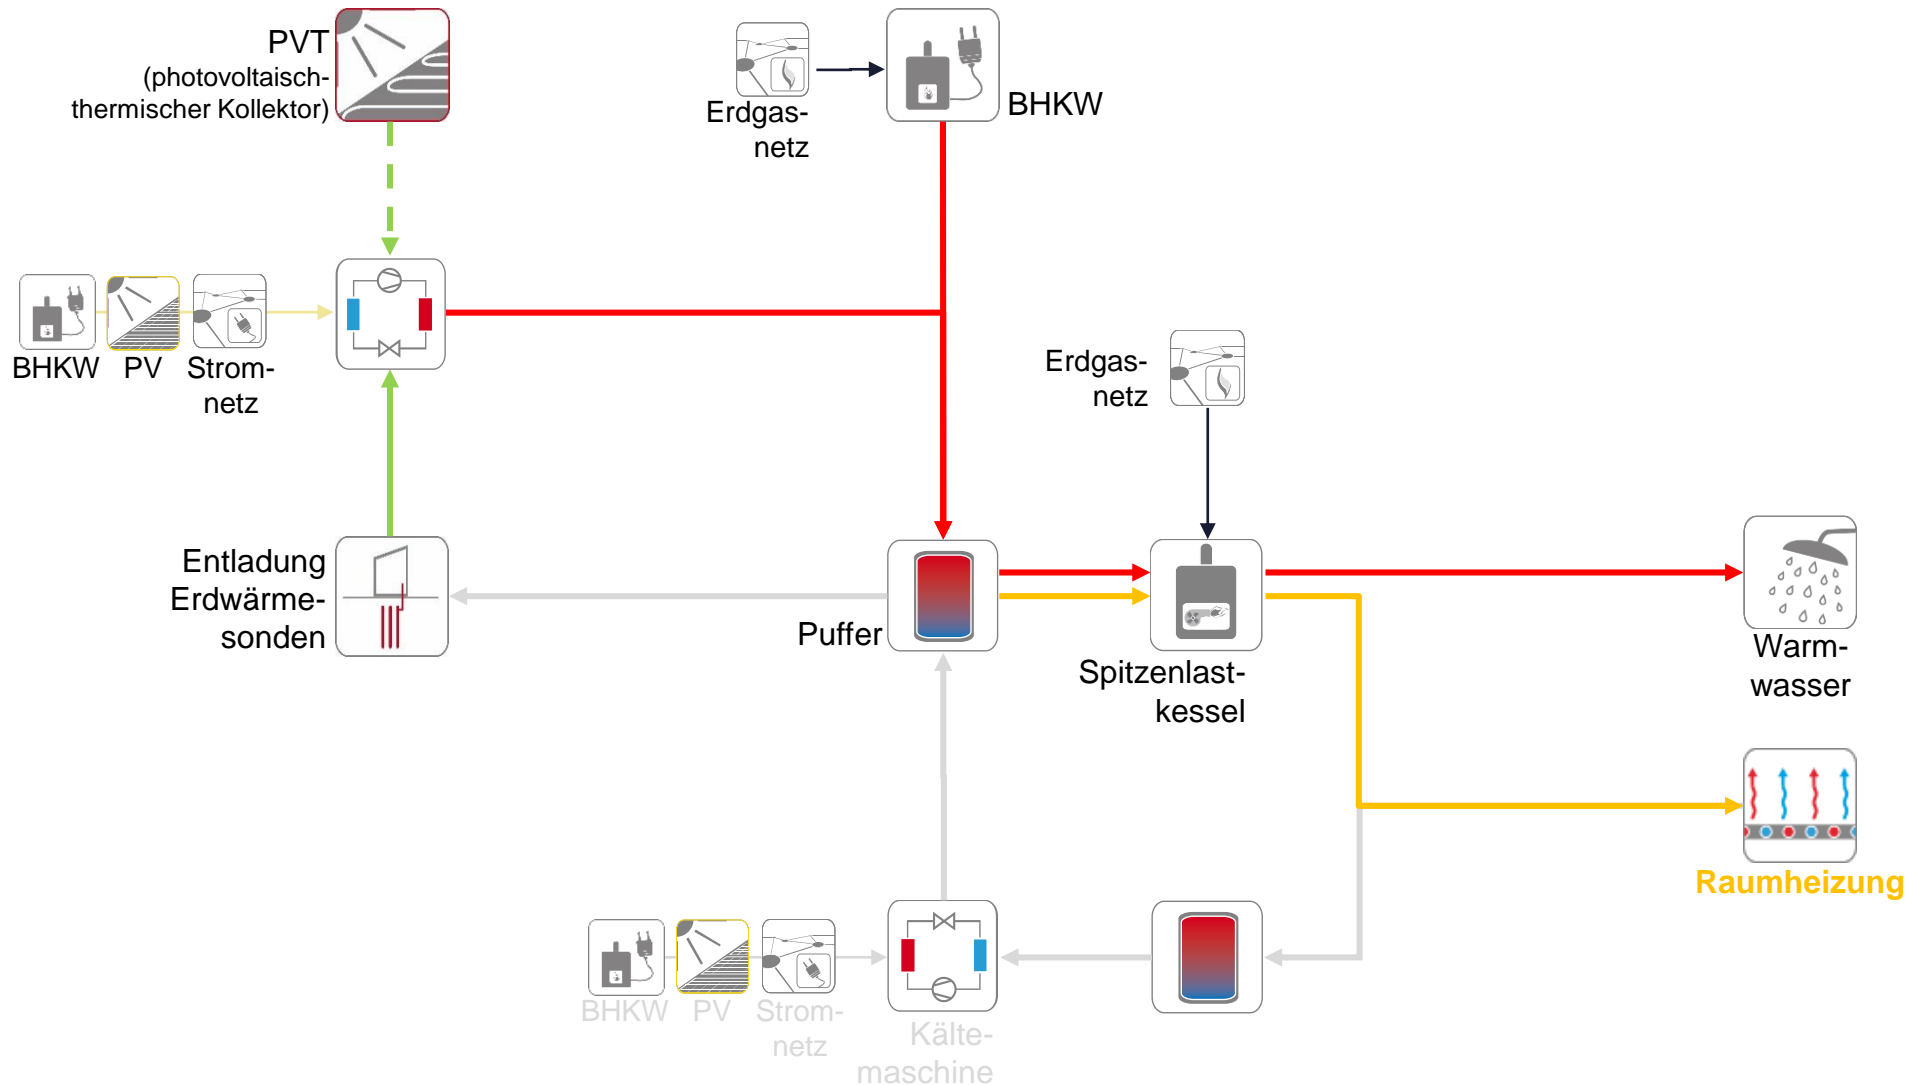 PVT
(photovoltaisch-
thermischer Kollektor)
Erdgas-
netz
BHKW
BHKW
PV
Strom-
netz
Erdgas-
netz
Entladung
Erdwärme-
sonden
Puffer
Spitzenlast-
kessel
Warm-
wasser
Raumheizung
BHKW
PV
Strom-
netz
Kälte-
maschine